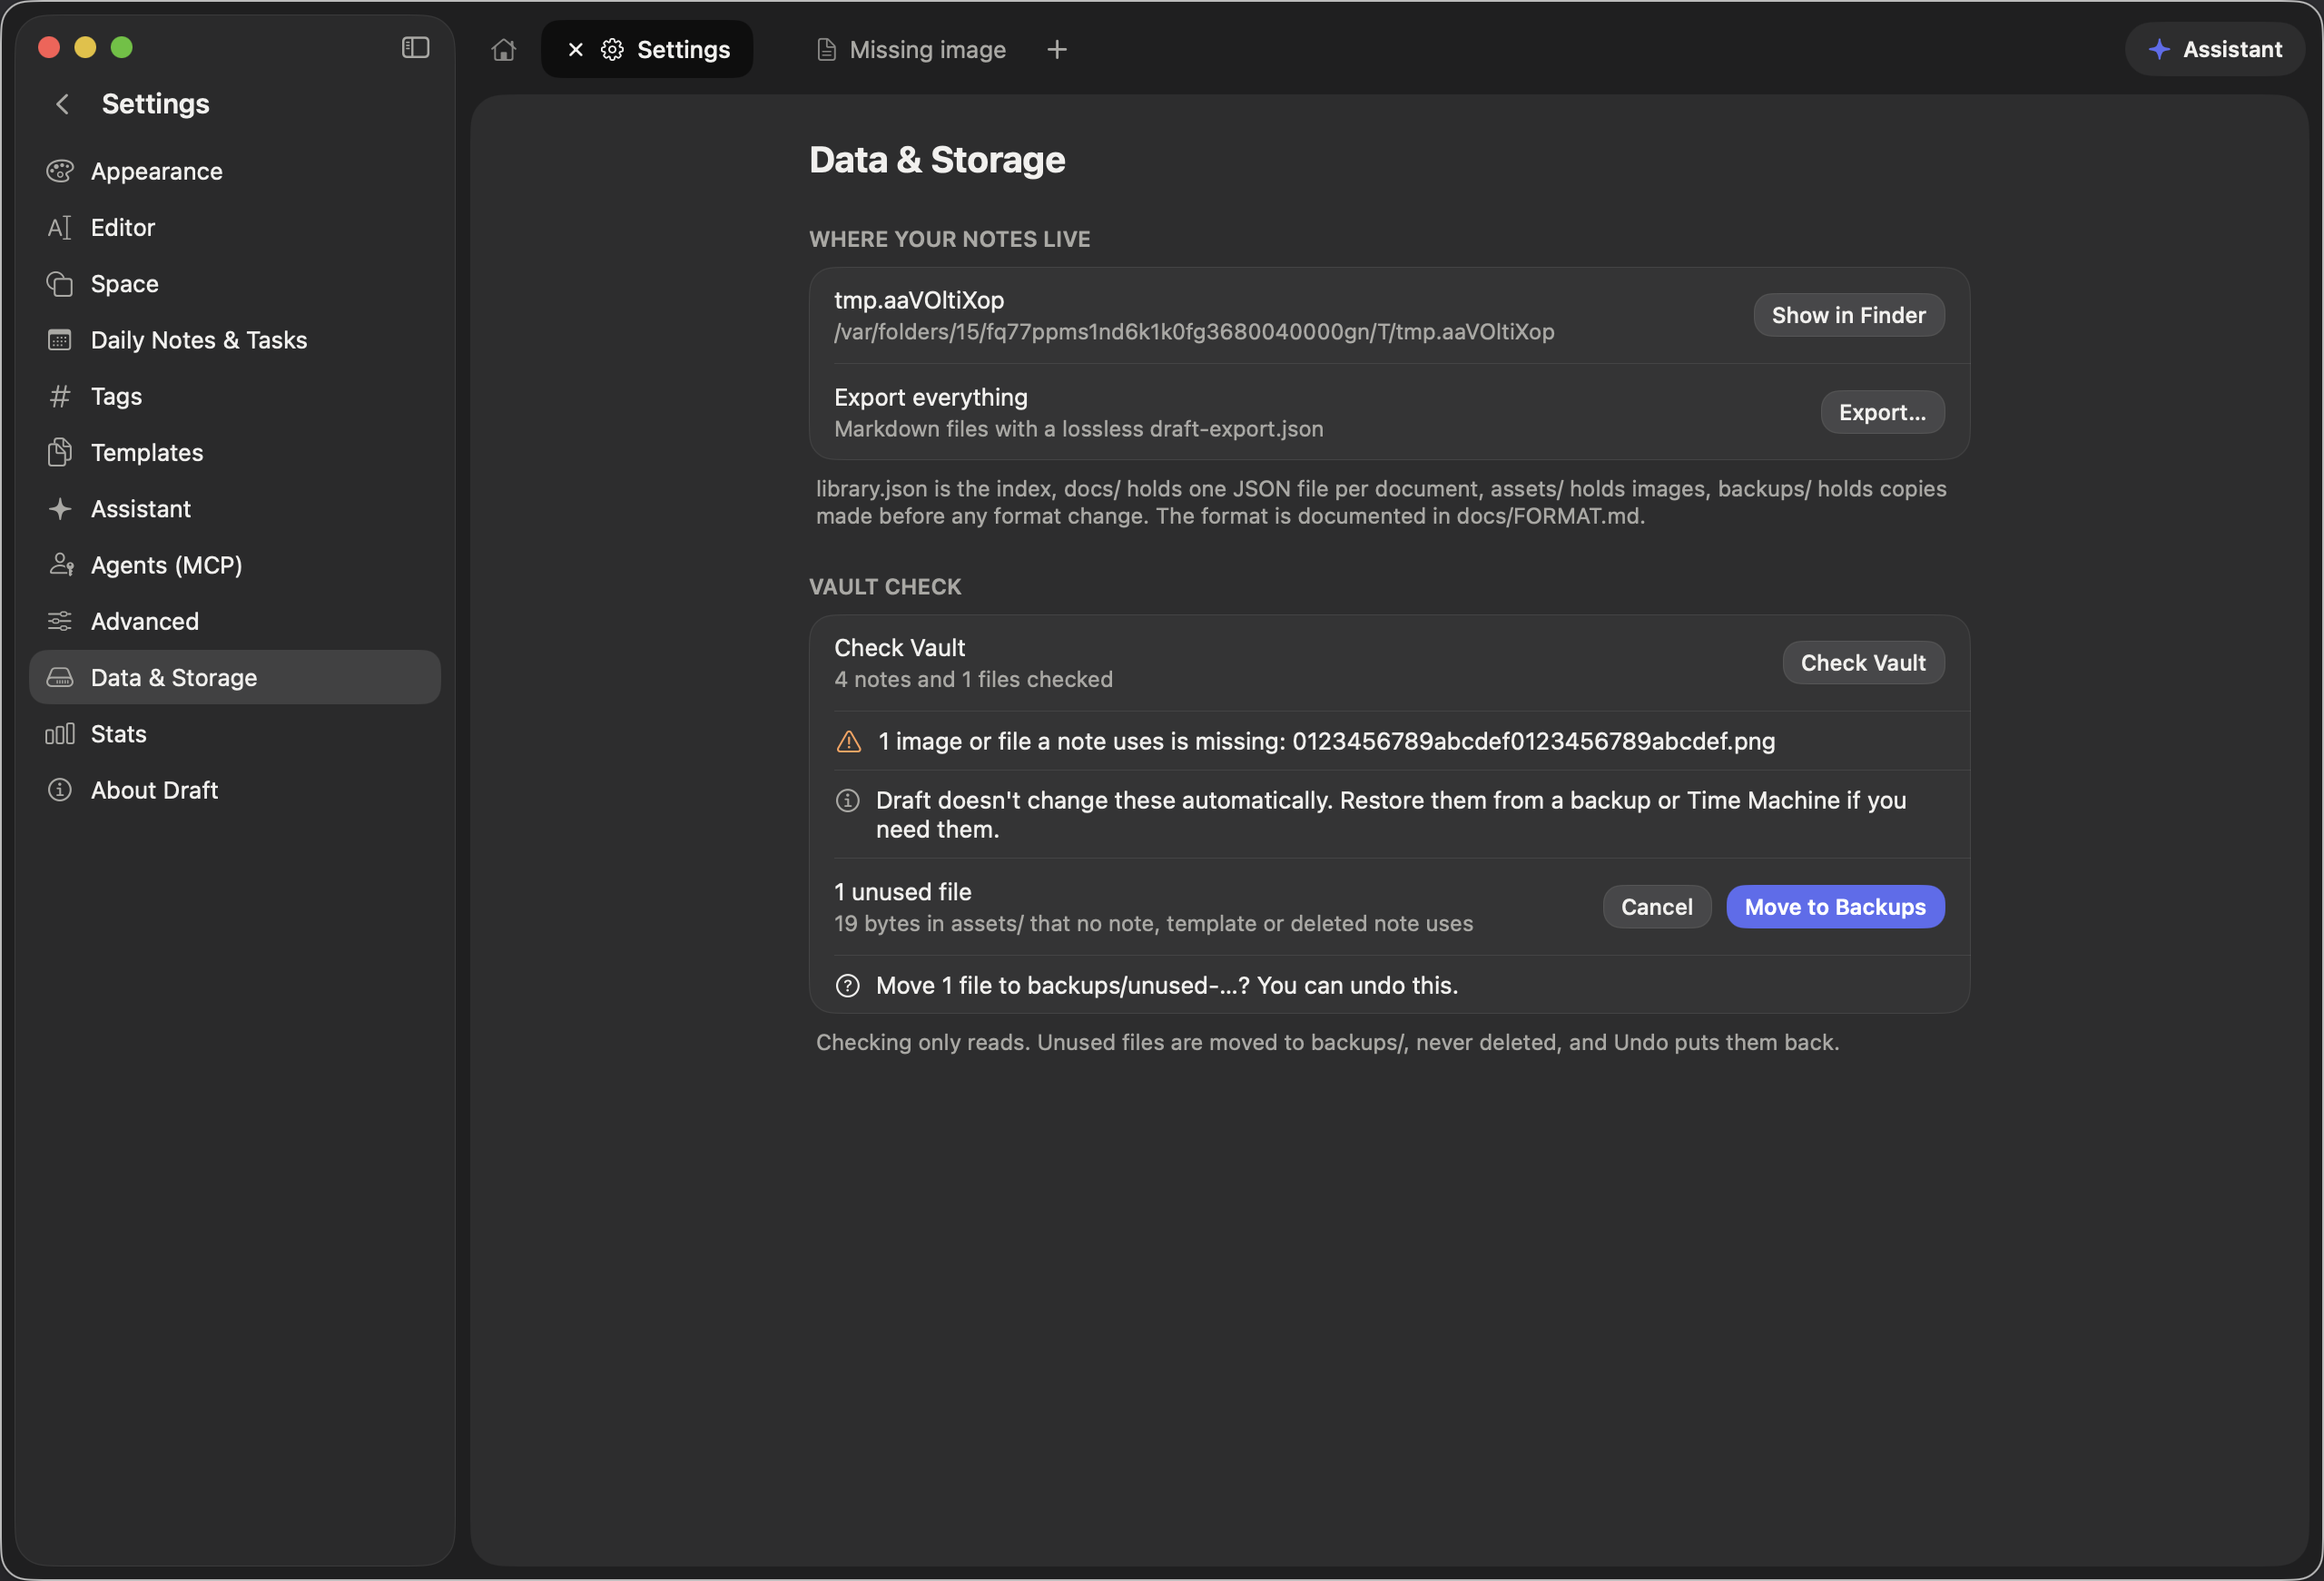 Settings
Missing image
Assistant
Settings
Appearance
Editor
Space
Daily Notes & Tasks
Tags
Templates
Assistant
Agents (MCP)
Advanced
Data & Storage
Stats
About Draft
Data & Storage
WHERE YOUR NOTES LIVE
tmp.aaVOltiXop
/var/folders/15/fq77ppms1nd6k1k0fg3680040000gn/T/tmp.aaVOltiXop
Show in Finder
Export everything
Markdown files with a lossless draft-export.json
Export...
library.json is the index, docs/ holds one JSON file per document, assets/ holds images, backups/ holds copies
made before any format change. The format is documented in docs/FORMAT.md.
VAULT CHECK
Check Vault
4 notes and 1 files checked
Check Vault
1 image or file a note uses is missing: 0123456789abcdef0123456789abcdef.png
Draft doesn't change these automatically. Restore them from a backup or Time Machine if you
need them.
1 unused file
19 bytes in assets/ that no note, template or deleted note uses
Cancel
Move to Backups
Move 1 file to backups/unused-...? You can undo this.
Checking only reads. Unused files are moved to backups/, never deleted, and Undo puts them back.